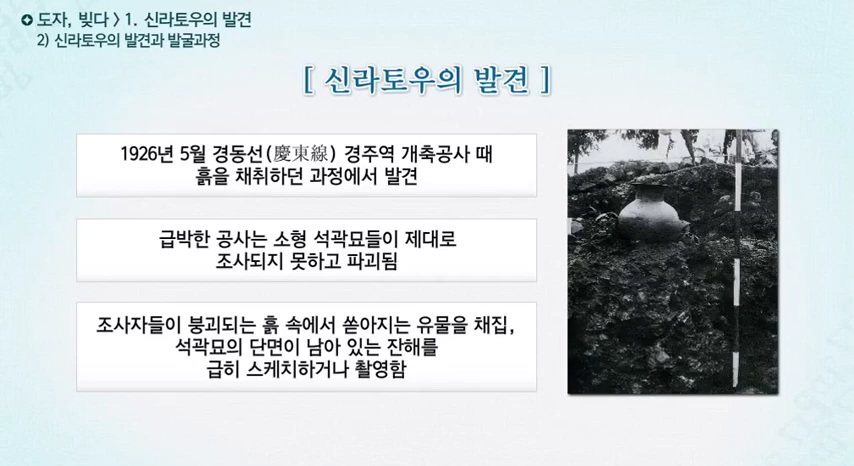 도자, 빚다 > 1. 신라토우의 발견
2) 신라토우의 발견과 발굴과정
[ 신라토우의 발견 ]
1926년 5월 경동선(慶東線) 경주역 개축공사 때
흙을 채취하던 과정에서 발견
급박한 공사는 소형 석곽묘들이 제대로
조사되지 못하고 파괴됨
조사자들이 붕괴되는 흙 속에서 쏟아지는 유물을 채집,
석곽묘의 단면이 남아 있는 잔해를
급히 스케치하거나 촬영함